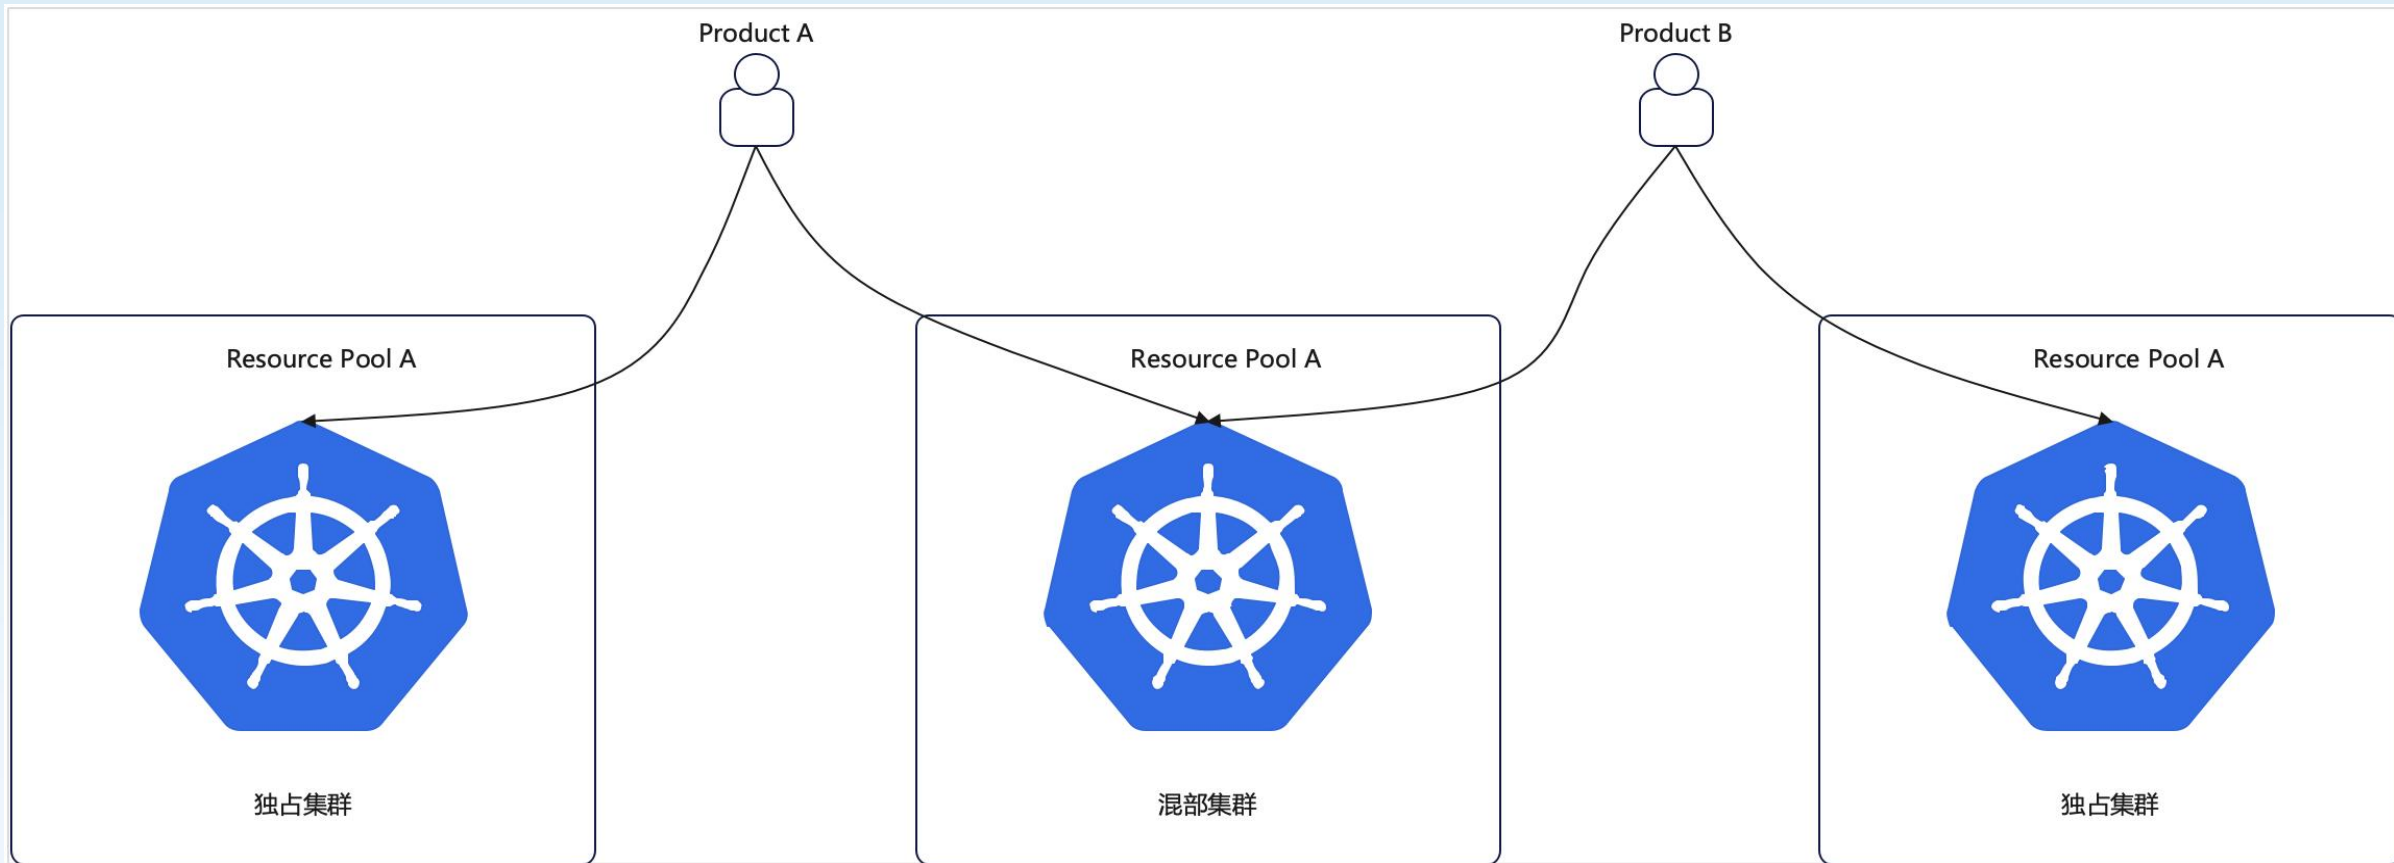 Product A
Product B
Resource Pool A
Resource Pool A
Resource Pool A
独占集群
混部集群
独占集群